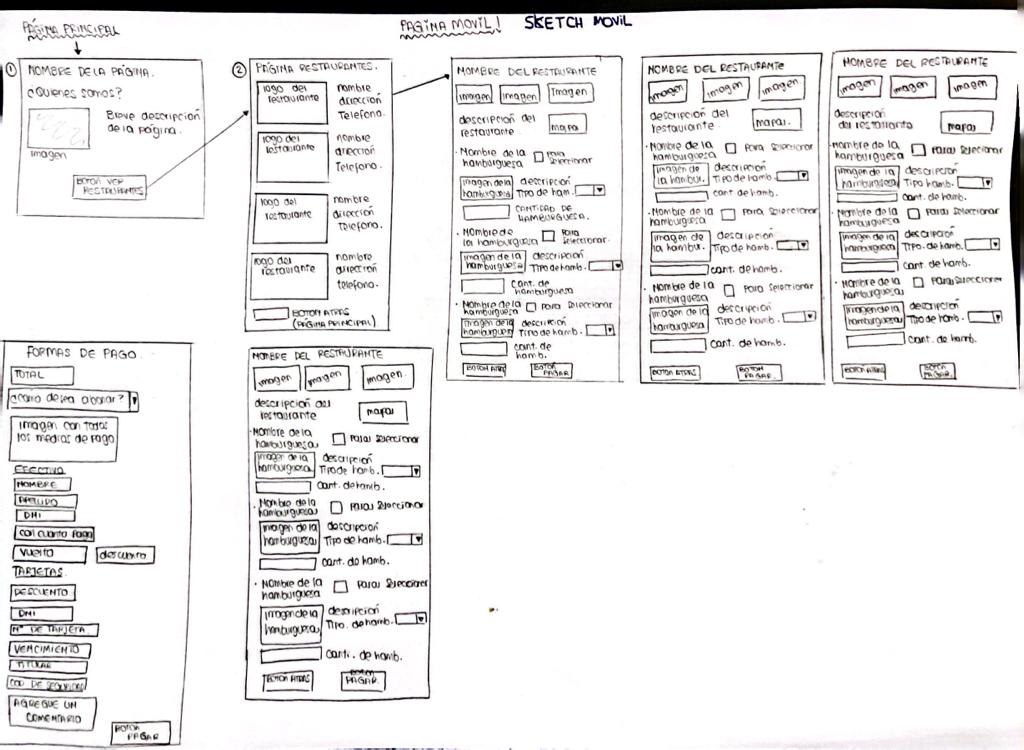 PÁGINA PRINCIPAL
PAGINA MOVIL!
SKETCH MOVIL
1
NOMBRE DE LA PÁGINA.
¿Quienes somos?
Breve descripción
de la página.
imagen
BOTON VER
RESTAURANTES
2
PÁGINA RESTAURANTES.
logo del
restaurante
nombre
dirección
Telefono.
logo del
restaurante
nombre
dirección
Telefono.
logo del
restaurante
nombre
dirección
Telefono.
logo del
restaurante
nombre
dirección
telefono.
BOTON ATRAS
(PÁGINA PRINCIPAL)
NOMBRE DEL RESTAURANTE
imagen
imagen
Imagen
descripción del
restaurante.
mapa
Nombre de la
hamburguesa
para
seleccionar
imagen de la
hamburguesa
descripción
Tipo de ham.
CANTIDAD DE
HAMBURGUESA.
Nombre de
la hamburguesa
para
seleccionar.
imagen de la
hamburguesa
descripción
Tipo de hamb.
Cant. de
hamburguesa
Nombre de la
hamburguesa
para seleccionar
imagen de la
hamburguesa
descripción
Tipo de hamb.
cant. de
hamb.
BOTON ATRAS
BOTON
PAGAR
NOMBRE DEL RESTAURANTE
imagen
imagen
imagen
descripción del
restaurante.
mapa.
Nombre de la
hamburguesa
para seleccionar
imagen de
la hambur.
descripción
Tipo de hamb.
cant. de hamb.
Nombre de la
hamburguesa
para seleccionar
imagen de
la hambur.
descripción
Tipo de hamb.
cant. de hamb.
Nombre de la
hamburguesa
para seleccionar
imagen de la
hamburguesa
descripción
Tipo de hamb.
cant. de hamb.
BOTON ATRAS
BOTON
PAGAR.
NOMBRE DEL RESTAURANTE
imagen
imagen
imagen
descripción
del restaurante
mapa
Nombre de la
hamburguesa
para selecionar
imagen de la
hamburguesa
descripción
Tipo hamb.
Cant. de hamb.
Nombre de la
hamburguesa
para seleccionar
imagen de la
hamburguesa
descripción
Tipo de hamb.
Cant. de hamb.
Nombre de la
hamburguesa
para seleccionar
imagen de la
hamburguesa
descripción
Tipo de hamb.
Cant. de hamb.
BOTON ATRAS
BOTON
PAGAR
FORMAS DE PAGO.
TOTAL
¿Como desea abonar?
imagen con todos
los medios de pago
EFECTIVO
NOMBRE
APELLIDO
DNI
con cuanto paga
vuelto
descuento
TARJETAS.
DESCUENTO
DNI
N° DE TARJETA
VENCIMIENTO
TITULAR
COD DE SEGURIDAD
AGREGUE UN
COMENTARIO
BOTON
PAGAR
NOMBRE DEL RESTAURANTE
imagen
imagen
imagen.
descripción del
restaurante
mapa
Nombre de la
hamburguesa
para seleccionar
imagen de la
hamburguesa
descripción
Tipo de hamb.
cant. de hamb.
Nombre de la
hamburguesa
para seleccionar
imagen de la
hamburguesa
descripción
Tipo de hamb.
cant. de hamb.
Nombre de la
hamburguesa
para seleccionar
imagen de la
hamburguesa
descripción
Tipo. de hamb.
Cant. de hamb.
BOTON ATRAS
BOTON
PAGAR.